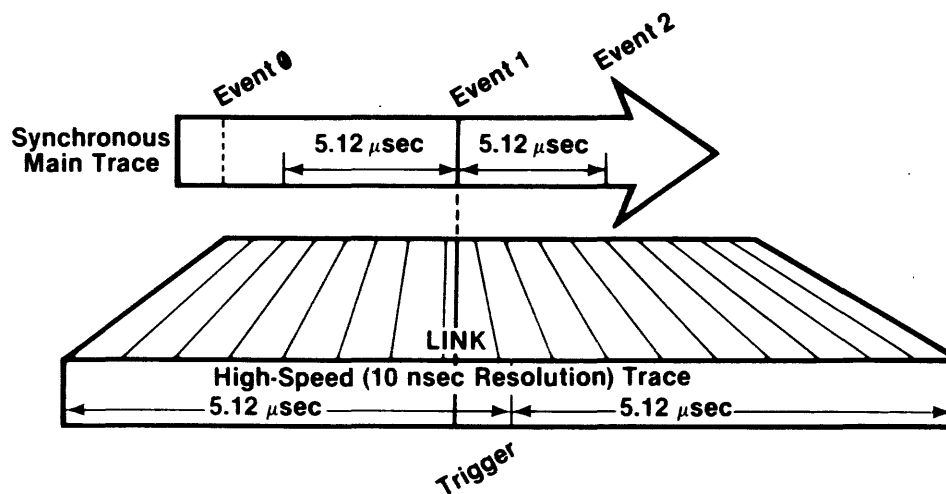 Event 0
Event 1
Event 2
Synchronous
Main Trace
5.12 μsec
5.12 μsec
LINK
High-Speed (10 nsec Resolution) Trace
5.12 μsec
5.12 μsec
Trigger